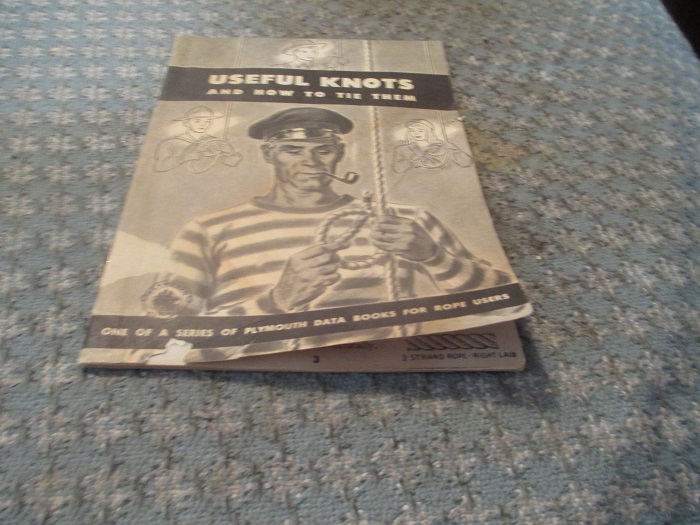 USEFUL KNOTS
AND HOW TO TIE THEM
ONE OF A SERIES OF PLYMOUTH DATA BOOKS FOR ROPE USERS
3
3 STRAND ROPE - RIGHT LAID